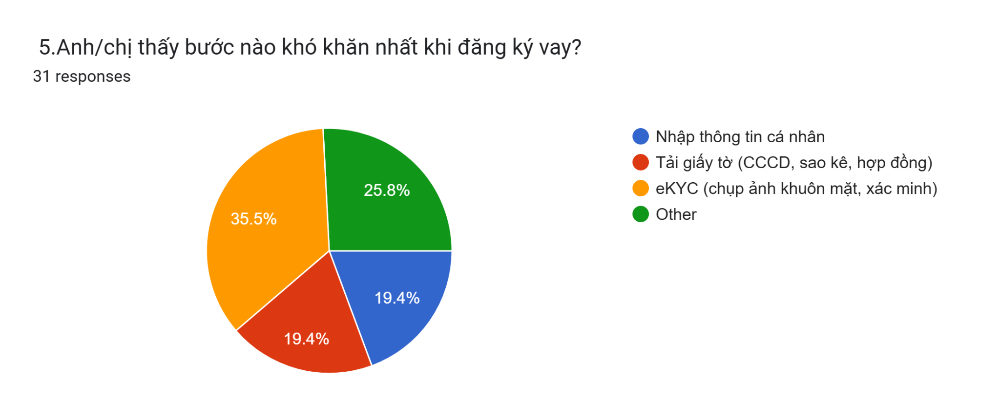 5.Anh/chị thấy bước nào khó khăn nhất khi đăng ký vay?
31 responses
25.8%
35.5%
19.4%
19.4%
Nhập thông tin cá nhân
Tải giấy tờ (CCCD, sao kê, hợp đồng)
eKYC (chụp ảnh khuôn mặt, xác minh)
Other